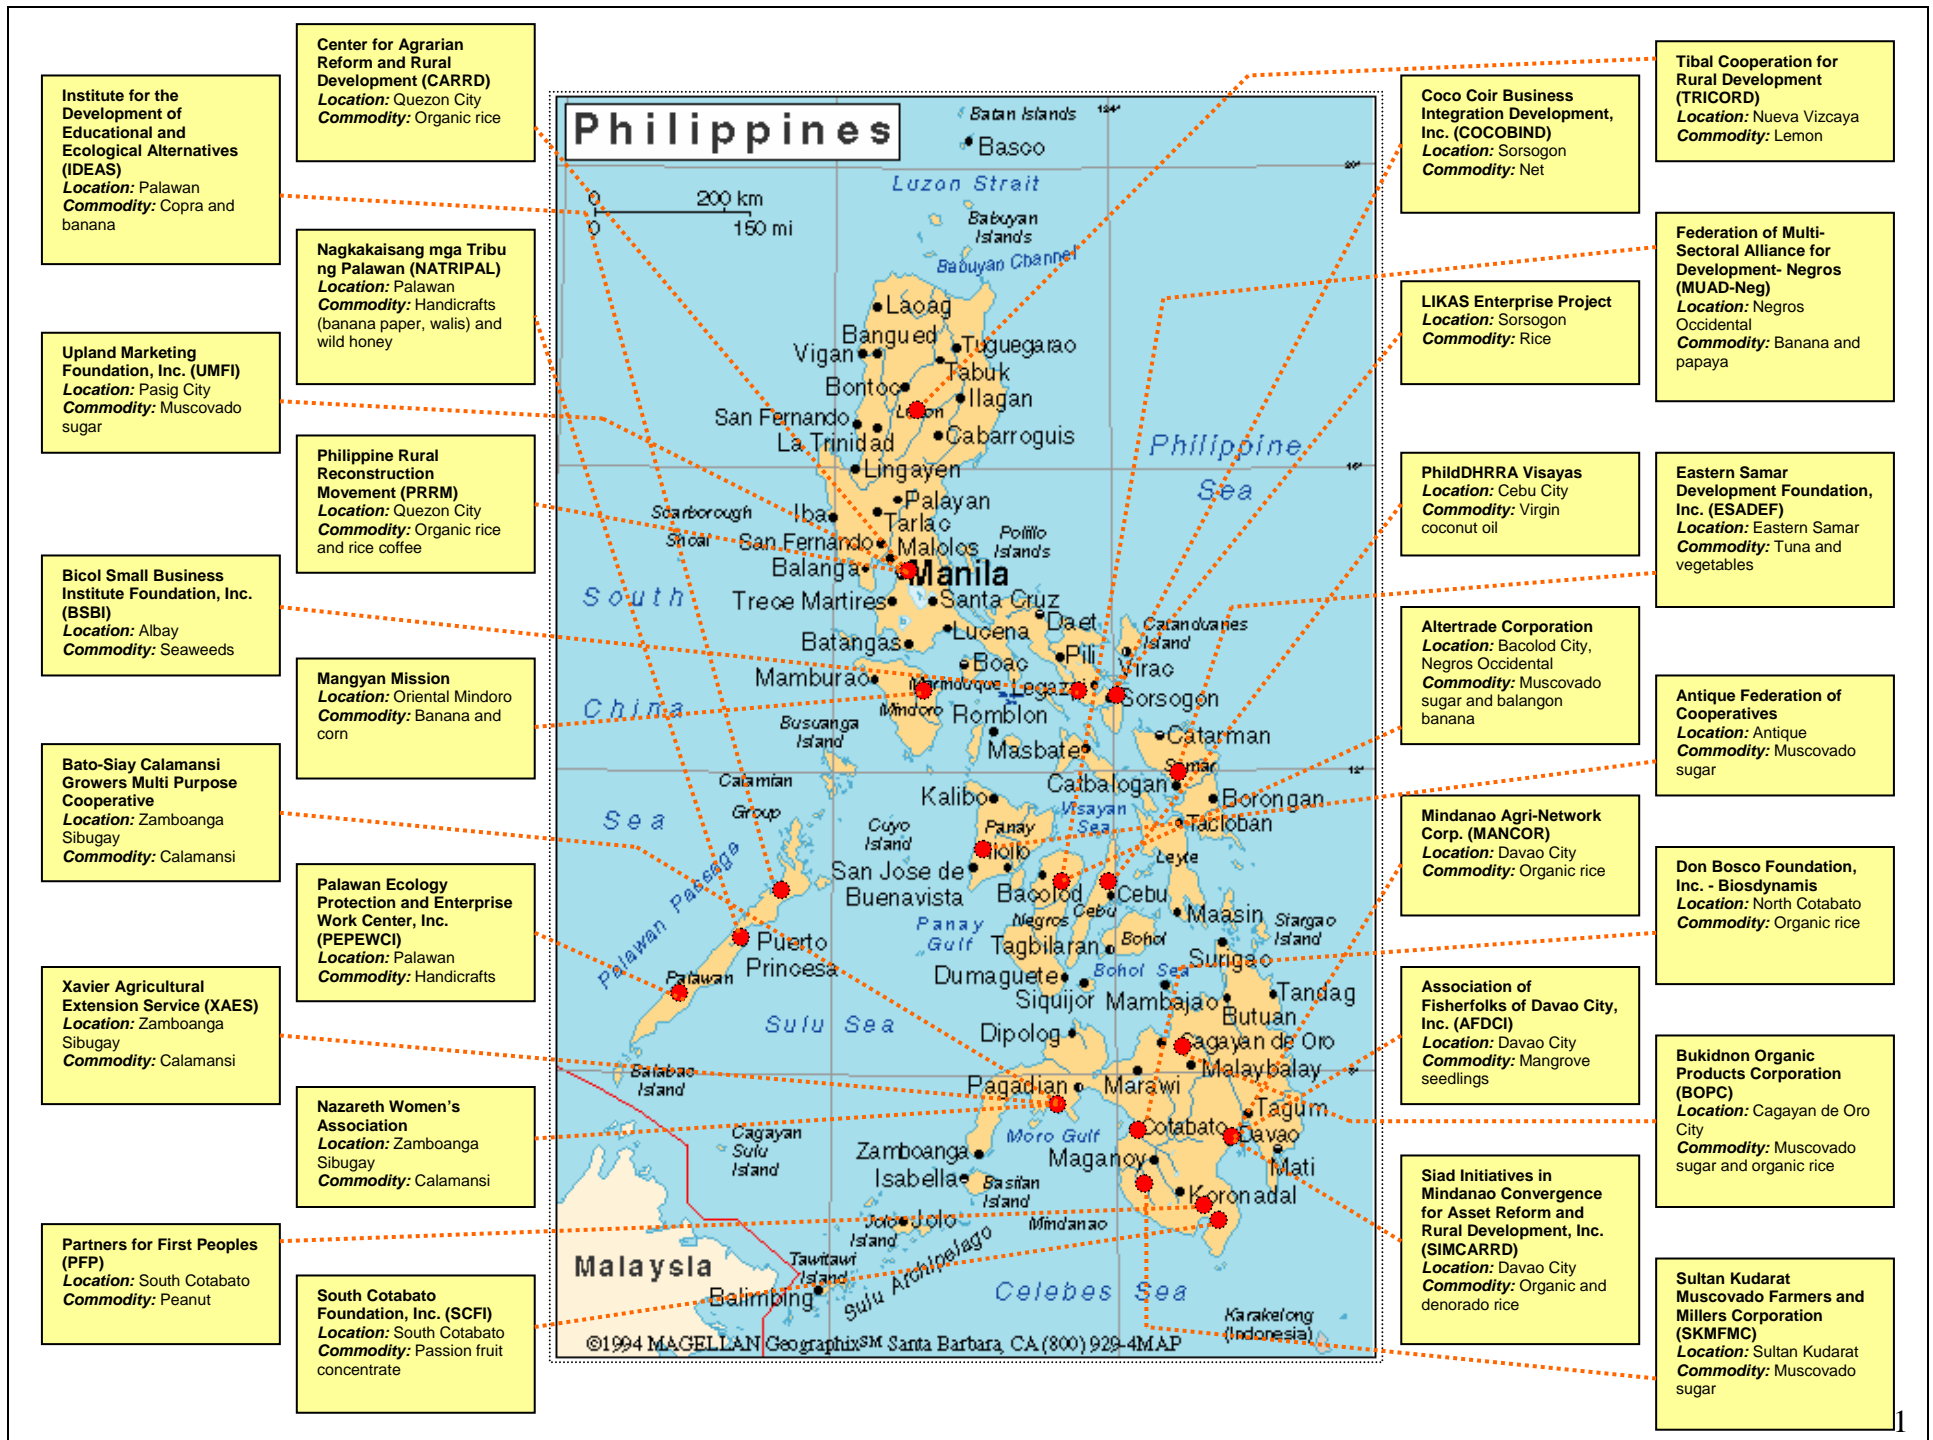 Institute for the
Development of
Educational and
Ecological Alternatives
(IDEAS)
Location: Palawan
Commodity: Copra and
banana
Upland Marketing
Foundation, Inc. (UMFI)
Location: Pasig City
Commodity: Muscovado
sugar
Bicol Small Business
Institute Foundation, Inc.
(BSBI)
Location: Albay
Commodity: Seaweeds
Bato-Siay Calamansi
Growers Multi Purpose
Cooperative
Location: Zamboanga
Sibugay
Commodity: Calamansi
Xavier Agricultural
Extension Service (XAES)
Location: Zamboanga
Sibugay
Commodity: Calamansi
Partners for First Peoples
(PFP)
Location: South Cotabato
Commodity: Peanut
Center for Agrarian
Reform and Rural
Development (CARRD)
Location: Quezon City
Commodity: Organic rice
Nagkakaisang mga Tribu
ng Palawan (NATRIPAL)
Location: Palawan
Commodity: Handicrafts
(banana paper, walis) and
wild honey
Philippine Rural
Reconstruction
Movement (PRRM)
Location: Quezon City
Commodity: Organic rice
and rice coffee
Mangyan Mission
Location: Oriental Mindoro
Commodity: Banana and
corn
Palawan Ecology
Protection and Enterprise
Work Center, Inc.
(PEPEWCI)
Location: Palawan
Commodity: Handicrafts
Nazareth Women's
Association
Location: Zamboanga
Sibugay
Commodity: Calamansi
South Cotabato
Foundation, Inc. (SCFI)
Location: South Cotabato
Commodity: Passion fruit
concentrate
Philippines
124°
Batan Islands
Basco
20°
Luzon Strait
0 200 km
0 150 mi
Babuyan
Islands
Babuyan Channel
Laoag
Bangued
Vigan
Tuguegarao
Tabuk
Bontoc
Ilagan
Luzon
San Fernando
La Trinidad
Cabarroguis
Philippine
Sea
Lingayen
16°
Palayan
Scarborough
Shoal
Iba
Tarlac
San Fernando
Malolos
Polillo
Islands
Balanga
Manila
South
China
Sea
Trece Martires
Santa Cruz
Daet
Catanduanes
Island
Lucena
Batangas
Boac
Pili
Virac
Mamburao
Marinduque
Legazpi
Sorsogon
Mindoro
Romblon
Busuanga
Island
Masbate
Catarman
Samar
12°
Calamian
Group
Catbalogan
Kalibo
Borongan
Visayan
Sea
Cuyo
Island
Panay
Tacloban
Iloilo
Leyte
San Jose de
Buenavista
Palawan Passage
Bacolod
Cebu
Negros
Cebu
Maasin
Siargao
Island
Panay
Gulf
Puerto
Princesa
Tagbilaran
Bohol
Surigao
Palawan
Dumaguete
Bohol Sea
Siquijor
Mambajao
Tandag
Butuan
Sulu Sea
Dipolog
Cagayan de Oro
Balabac
Island
Malaybalay
8°
Pagadian
Marawi
Tagum
Cagayan
Sulu
Island
Moro Gulf
Cotabato
Davao
Zamboanga
Maganoy
Mati
Isabella
Basilan
Island
Koronadal
Jolo
Island
Jolo
Mindanao
Malaysia
Tawitawi
Island
Sulu Archipelago
Balimbing
Celebes Sea
Karakelong
(Indonesia)
©1994 MAGELLAN Geographix℠ Santa Barbara, CA (800) 929-4MAP
Coco Coir Business
Integration Development,
Inc. (COCOBIND)
Location: Sorsogon
Commodity: Net
LIKAS Enterprise Project
Location: Sorsogon
Commodity: Rice
PhildDHRRA Visayas
Location: Cebu City
Commodity: Virgin
coconut oil
Altertrade Corporation
Location: Bacolod City,
Negros Occidental
Commodity: Muscovado
sugar and balangon
banana
Mindanao Agri-Network
Corp. (MANCOR)
Location: Davao City
Commodity: Organic rice
Association of
Fisherfolks of Davao City,
Inc. (AFDCI)
Location: Davao City
Commodity: Mangrove
seedlings
Siad Initiatives in
Mindanao Convergence
for Asset Reform and
Rural Development, Inc.
(SIMCARRD)
Location: Davao City
Commodity: Organic and
denorado rice
Tibal Cooperation for
Rural Development
(TRICORD)
Location: Nueva Vizcaya
Commodity: Lemon
Federation of Multi-
Sectoral Alliance for
Development- Negros
(MUAD-Neg)
Location: Negros
Occidental
Commodity: Banana and
papaya
Eastern Samar
Development Foundation,
Inc. (ESADEF)
Location: Eastern Samar
Commodity: Tuna and
vegetables
Antique Federation of
Cooperatives
Location: Antique
Commodity: Muscovado
sugar
Don Bosco Foundation,
Inc. - Biosdynamis
Location: North Cotabato
Commodity: Organic rice
Bukidnon Organic
Products Corporation
(BOPC)
Location: Cagayan de Oro
City
Commodity: Muscovado
sugar and organic rice
Sultan Kudarat
Muscovado Farmers and
Millers Corporation
(SKMFMC)
Location: Sultan Kudarat
Commodity: Muscovado
sugar
1